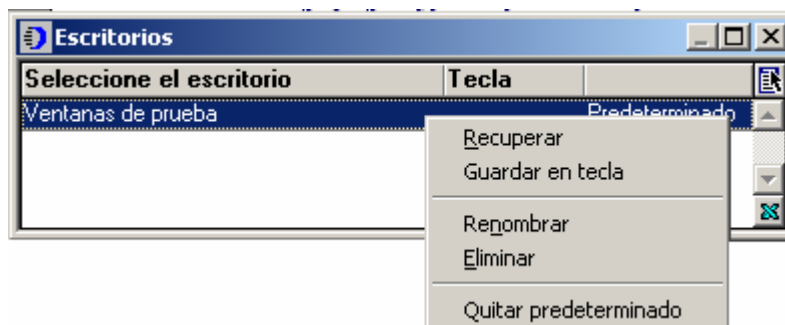 Escritorios
Seleccione el escritorio Tecla
Ventanas de prueba Predeterminado
Recuperar
Guardar en tecla
Renombrar
Eliminar
Quitar predeterminado